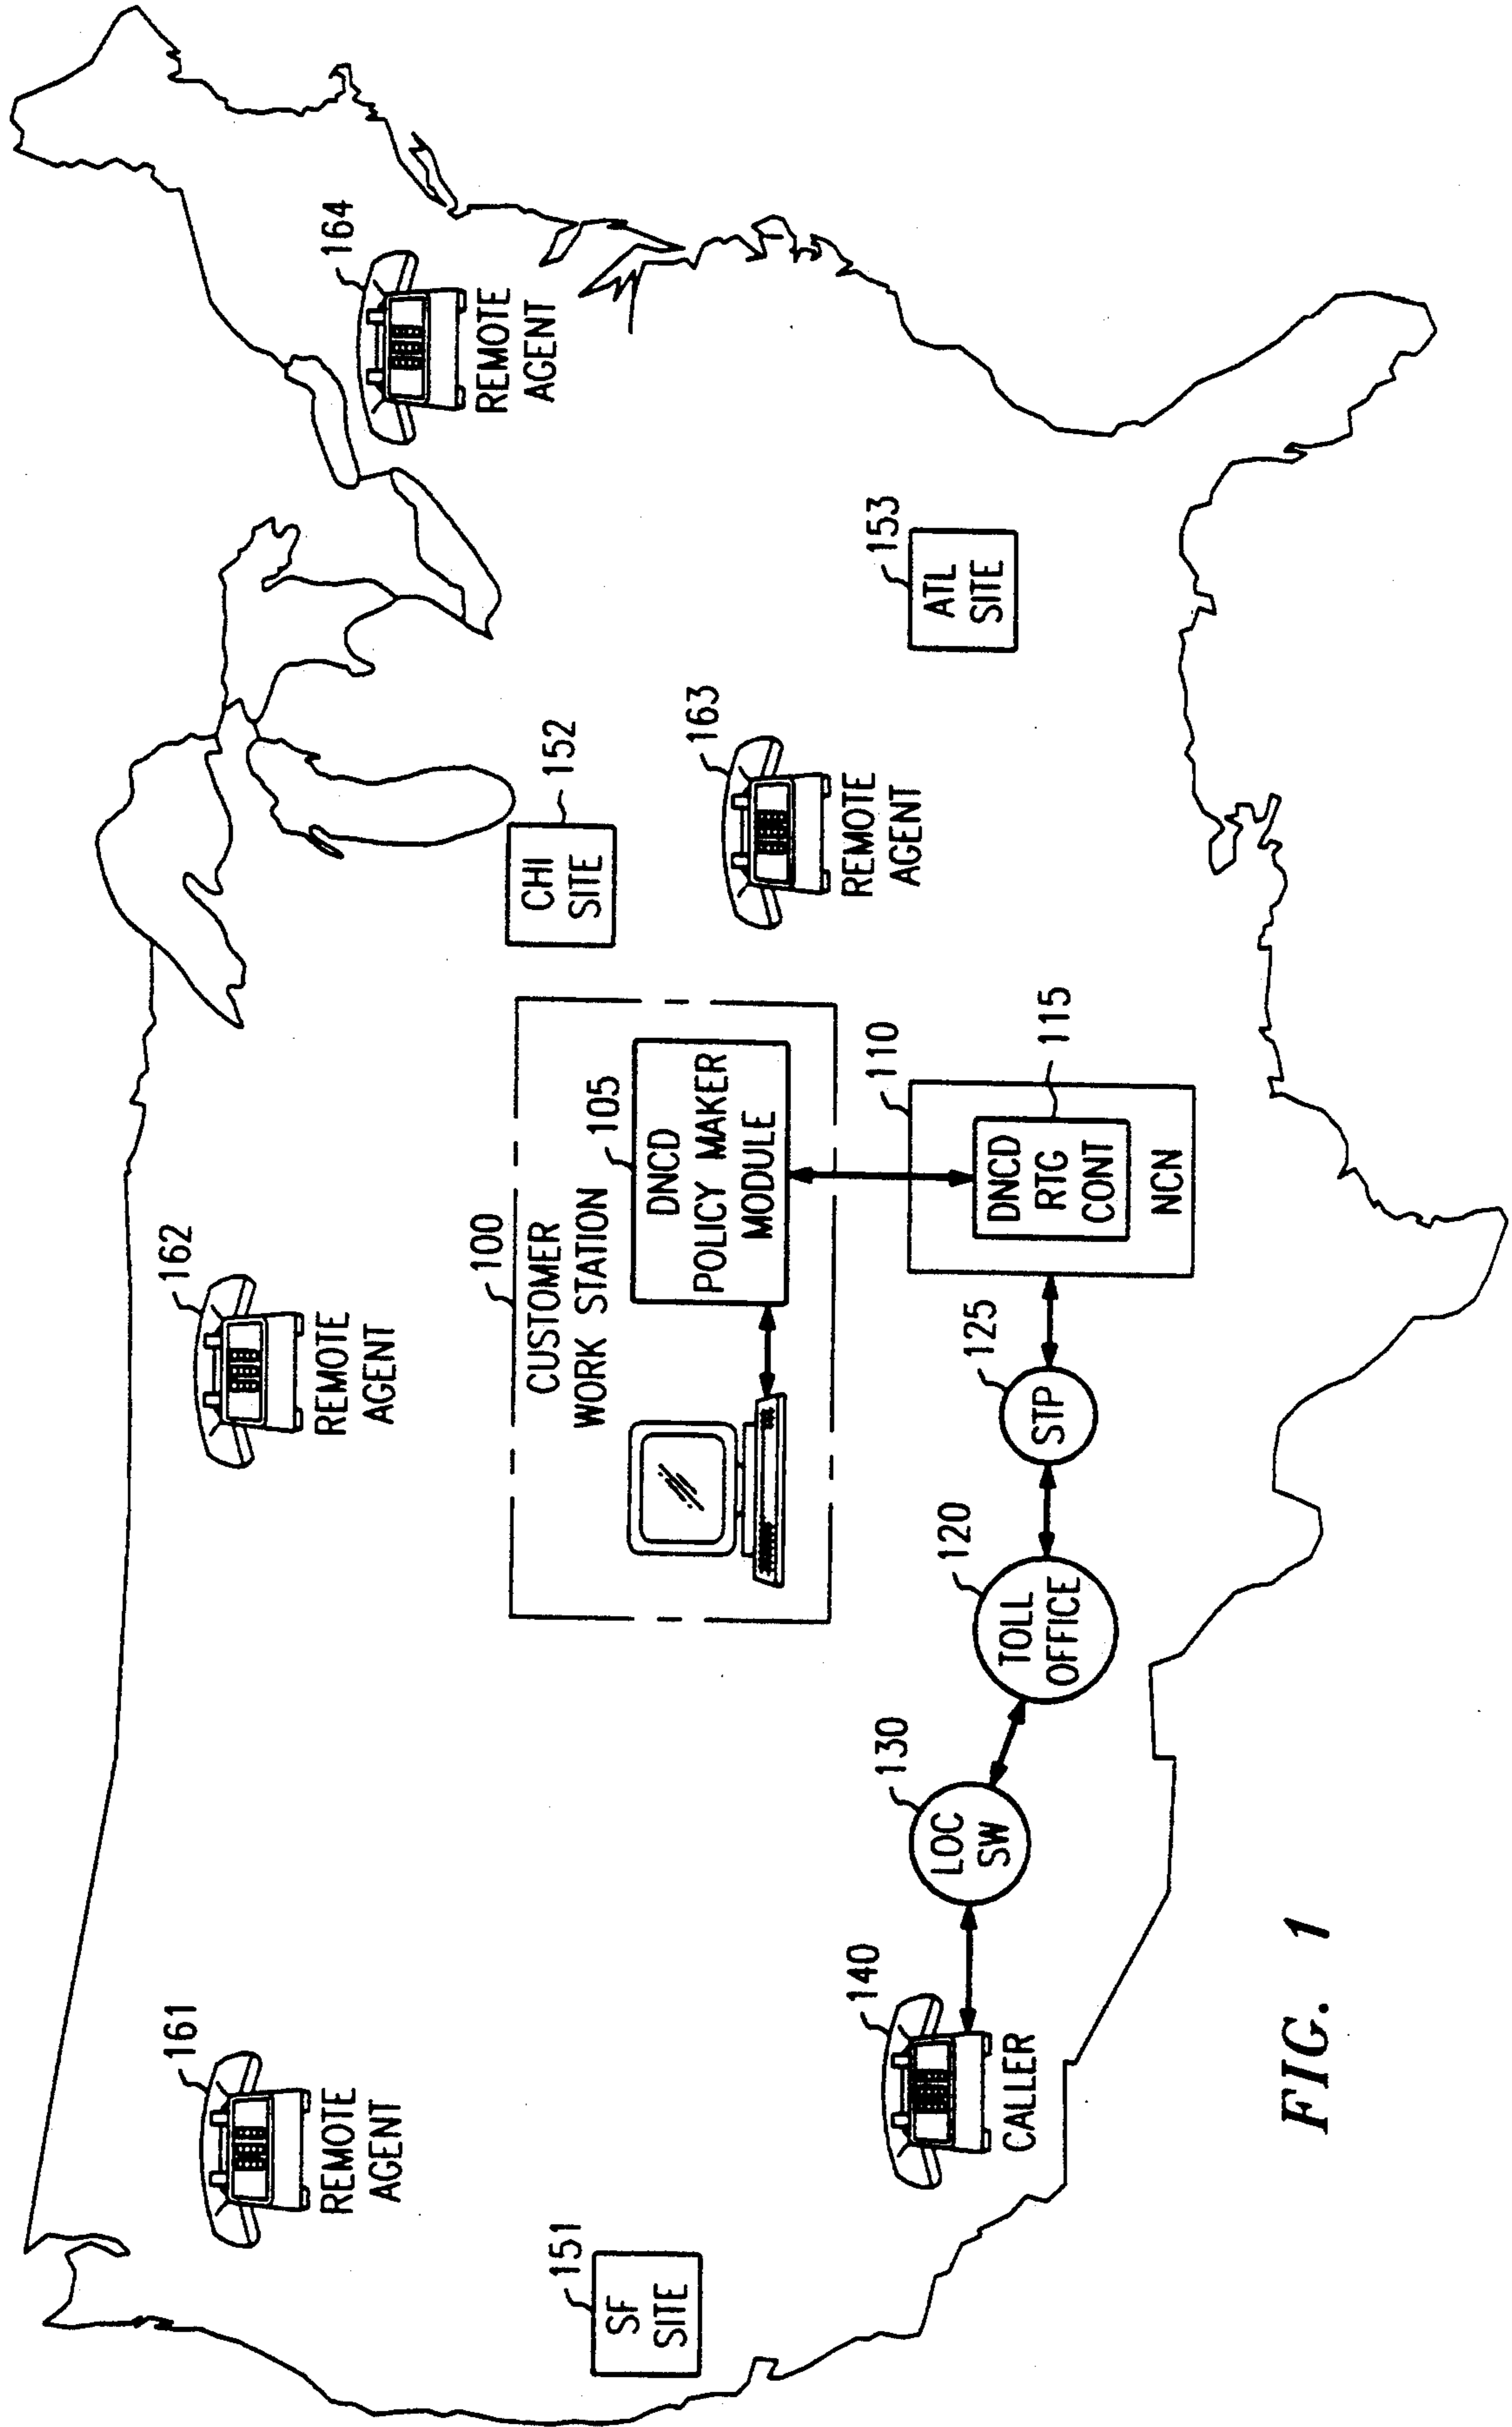 161
REMOTE
AGENT
162
REMOTE
AGENT
164
REMOTE
AGENT
151
SF
SITE
100
CUSTOMER
WORK STATION
105
DNCD
POLICY MAKER
MODULE
CHI
SITE
152
163
REMOTE
AGENT
153
ATL
SITE
140
CALLER
130
LOC
SW
120
TOLL
OFFICE
125
STP
110
115
DNCD
RTG
CONT
NCN
FIG. 1